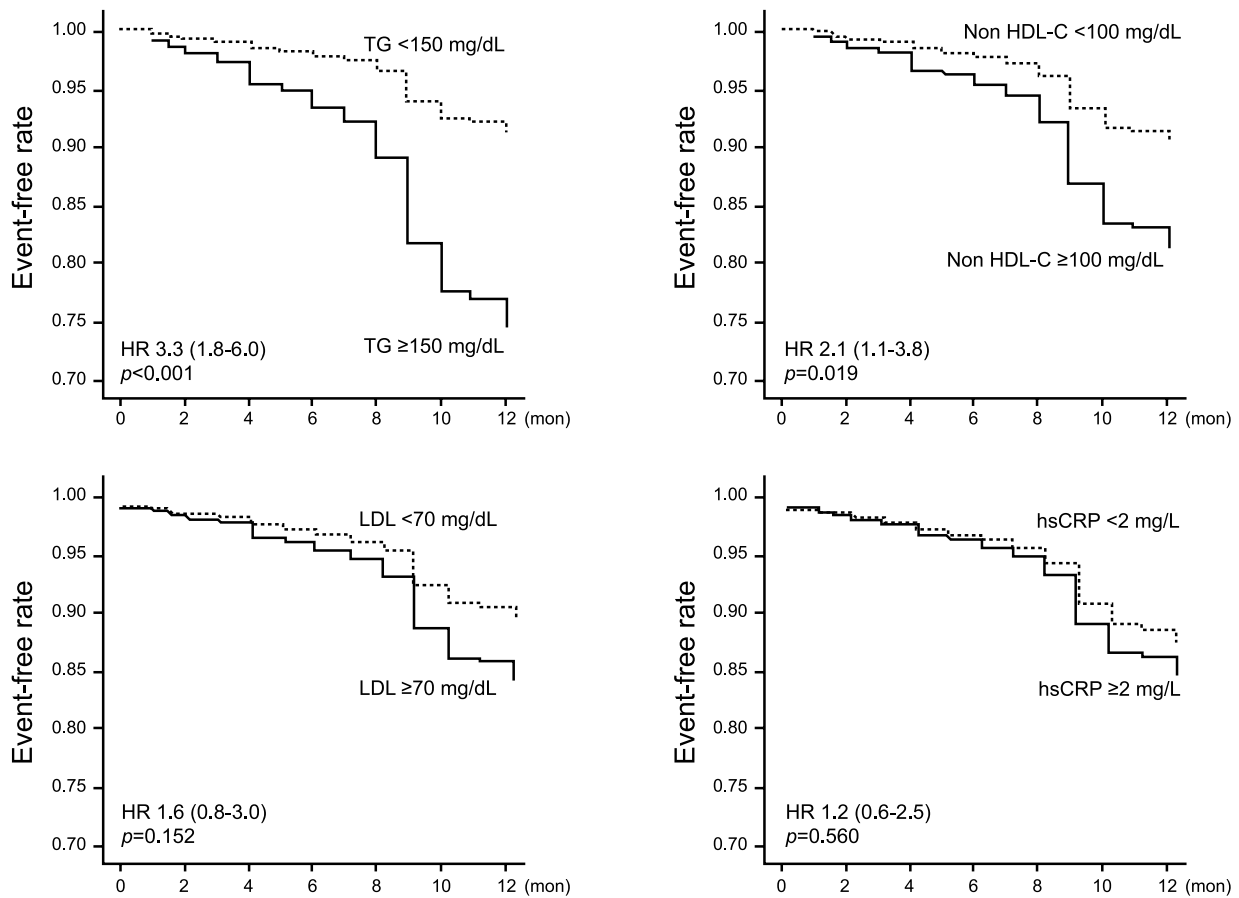 Event-free rate
1.00
0.95
0.90
0.85
0.80
0.75
0.70
TG <150 mg/dL
TG ≥150 mg/dL
HR 3.3 (1.8-6.0)
p<0.001
0 2 4 6 8 10 12 (mon)
Event-free rate
1.00
0.95
0.90
0.85
0.80
0.75
0.70
Non HDL-C <100 mg/dL
Non HDL-C ≥100 mg/dL
HR 2.1 (1.1-3.8)
p=0.019
0 2 4 6 8 10 12 (mon)
Event-free rate
1.00
0.95
0.90
0.85
0.80
0.75
0.70
LDL <70 mg/dL
LDL ≥70 mg/dL
HR 1.6 (0.8-3.0)
p=0.152
0 2 4 6 8 10 12 (mon)
Event-free rate
1.00
0.95
0.90
0.85
0.80
0.75
0.70
hsCRP <2 mg/L
hsCRP ≥2 mg/L
HR 1.2 (0.6-2.5)
p=0.560
0 2 4 6 8 10 12 (mon)